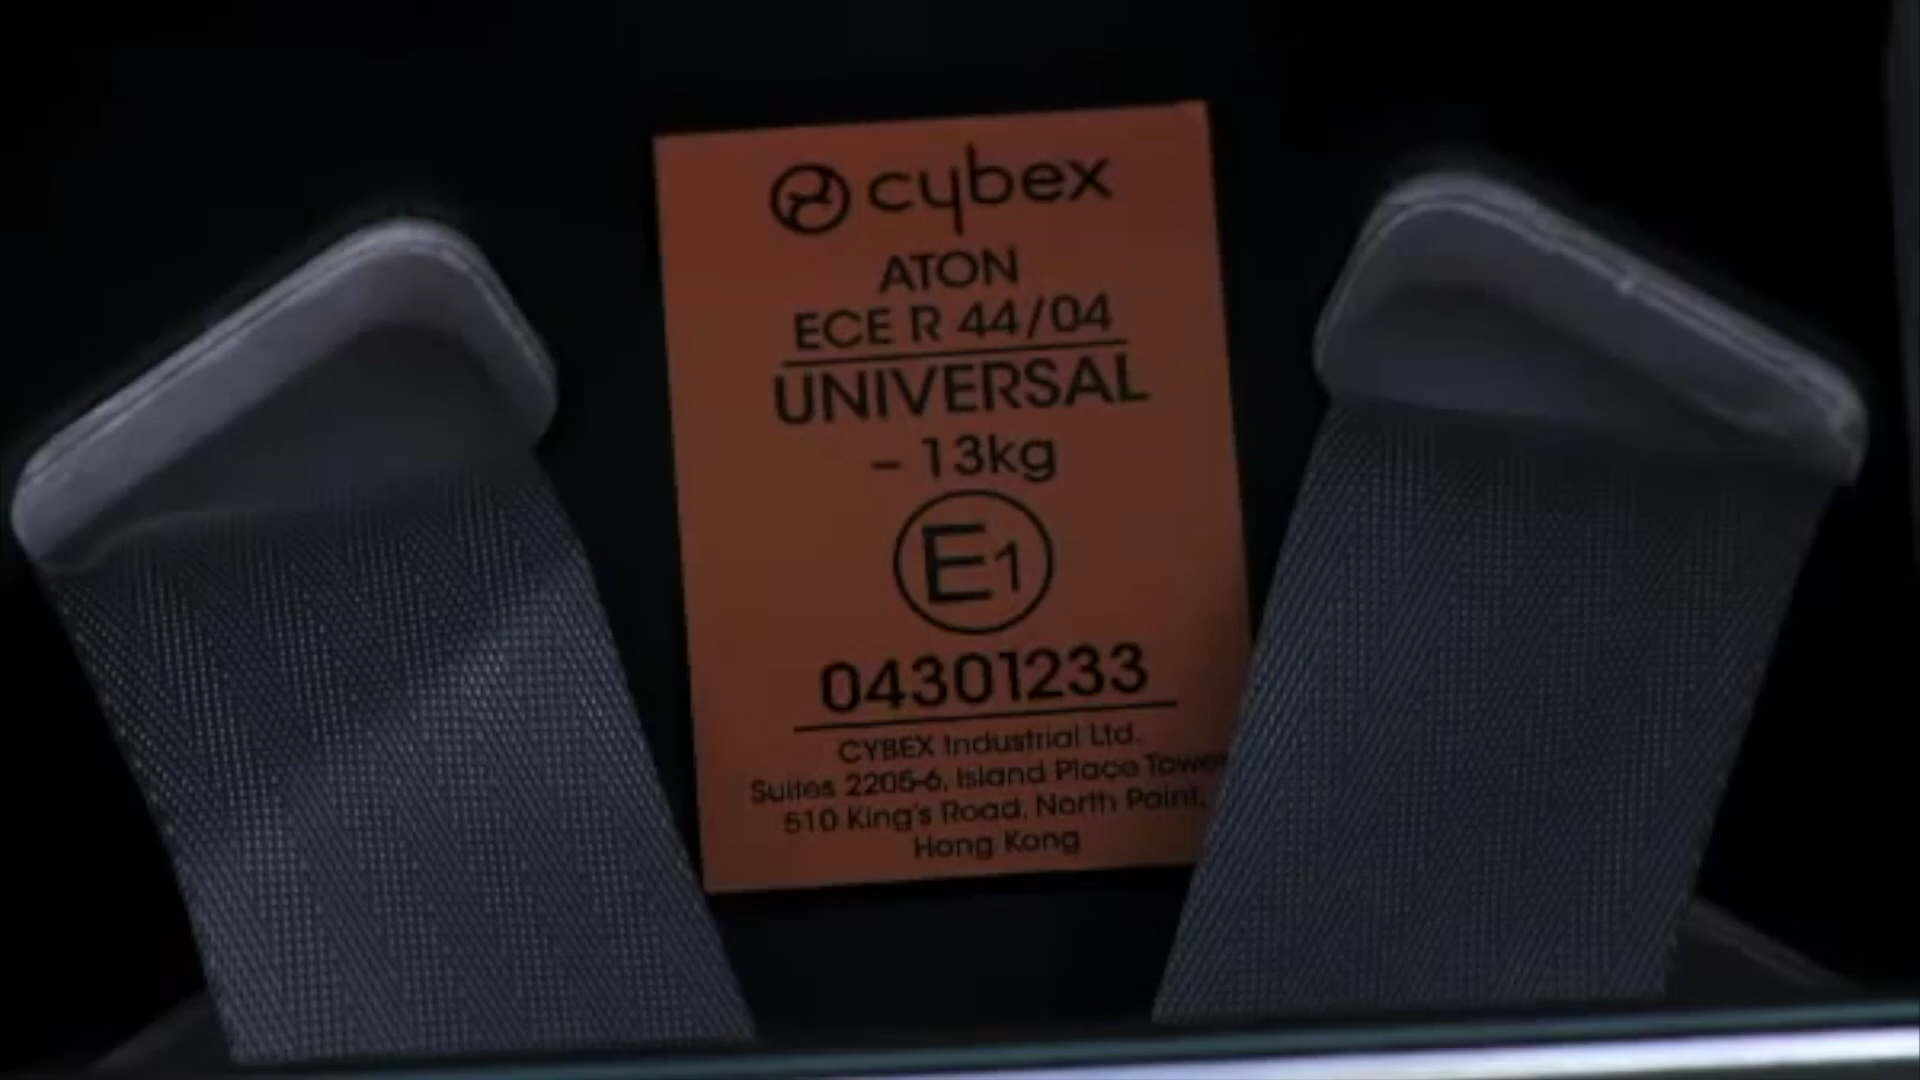 cybex
ATON
ECE R 44/04
UNIVERSAL
– 13kg
E1
04301233
CYBEX Industrial Ltd.
Suites 2205-6, Island Place Tower
510 King's Road, North Point,
Hong Kong